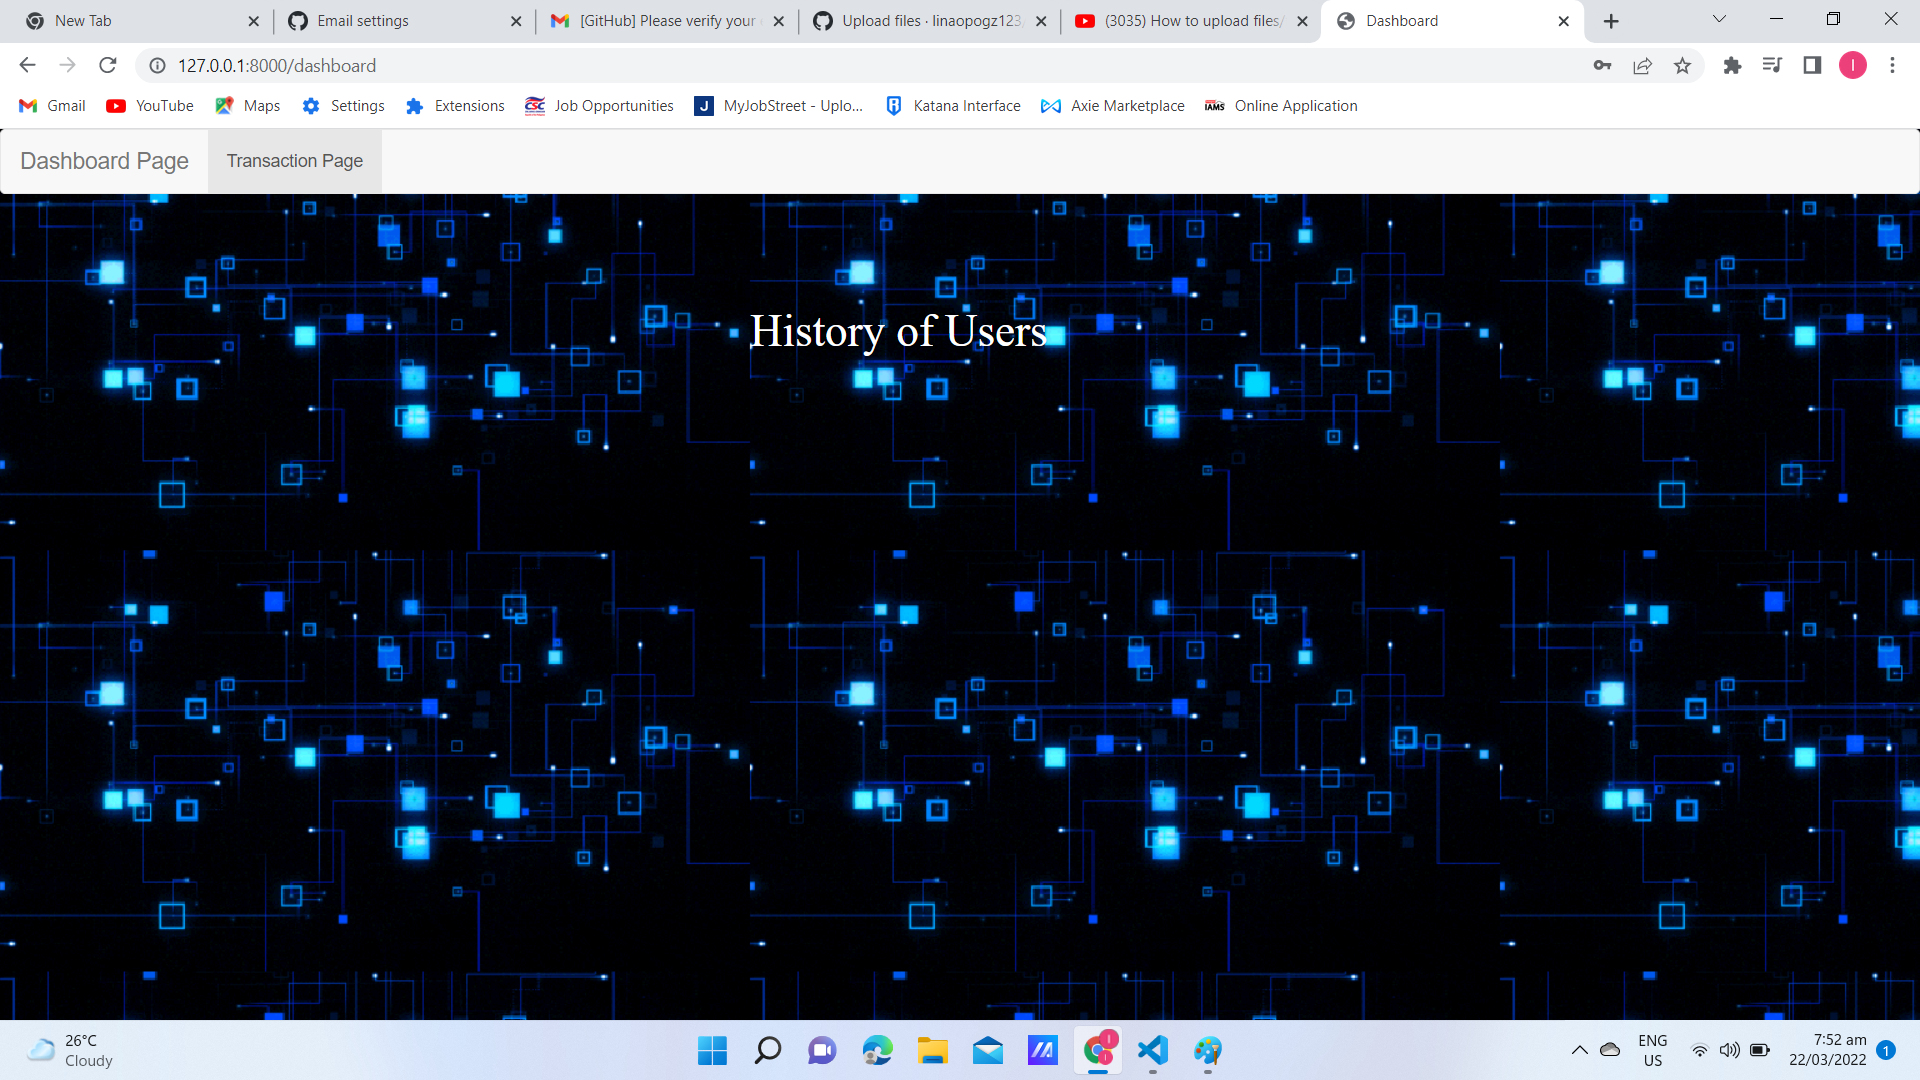 New Tab
Email settings
[GitHub] Please verify your
Upload files · linaopogz123
(3035) How to upload files/
Dashboard
127.0.0.1:8000/dashboard
I
Gmail
YouTube
Maps
Settings
Extensions
CSC
Job Opportunities
J
MyJobStreet - Uplo...
Katana Interface
Axie Marketplace
IAMS
Online Application
Dashboard Page
Transaction Page
History of Users
26°C
Cloudy
I
I
ENG
US
7:52 am
22/03/2022
1